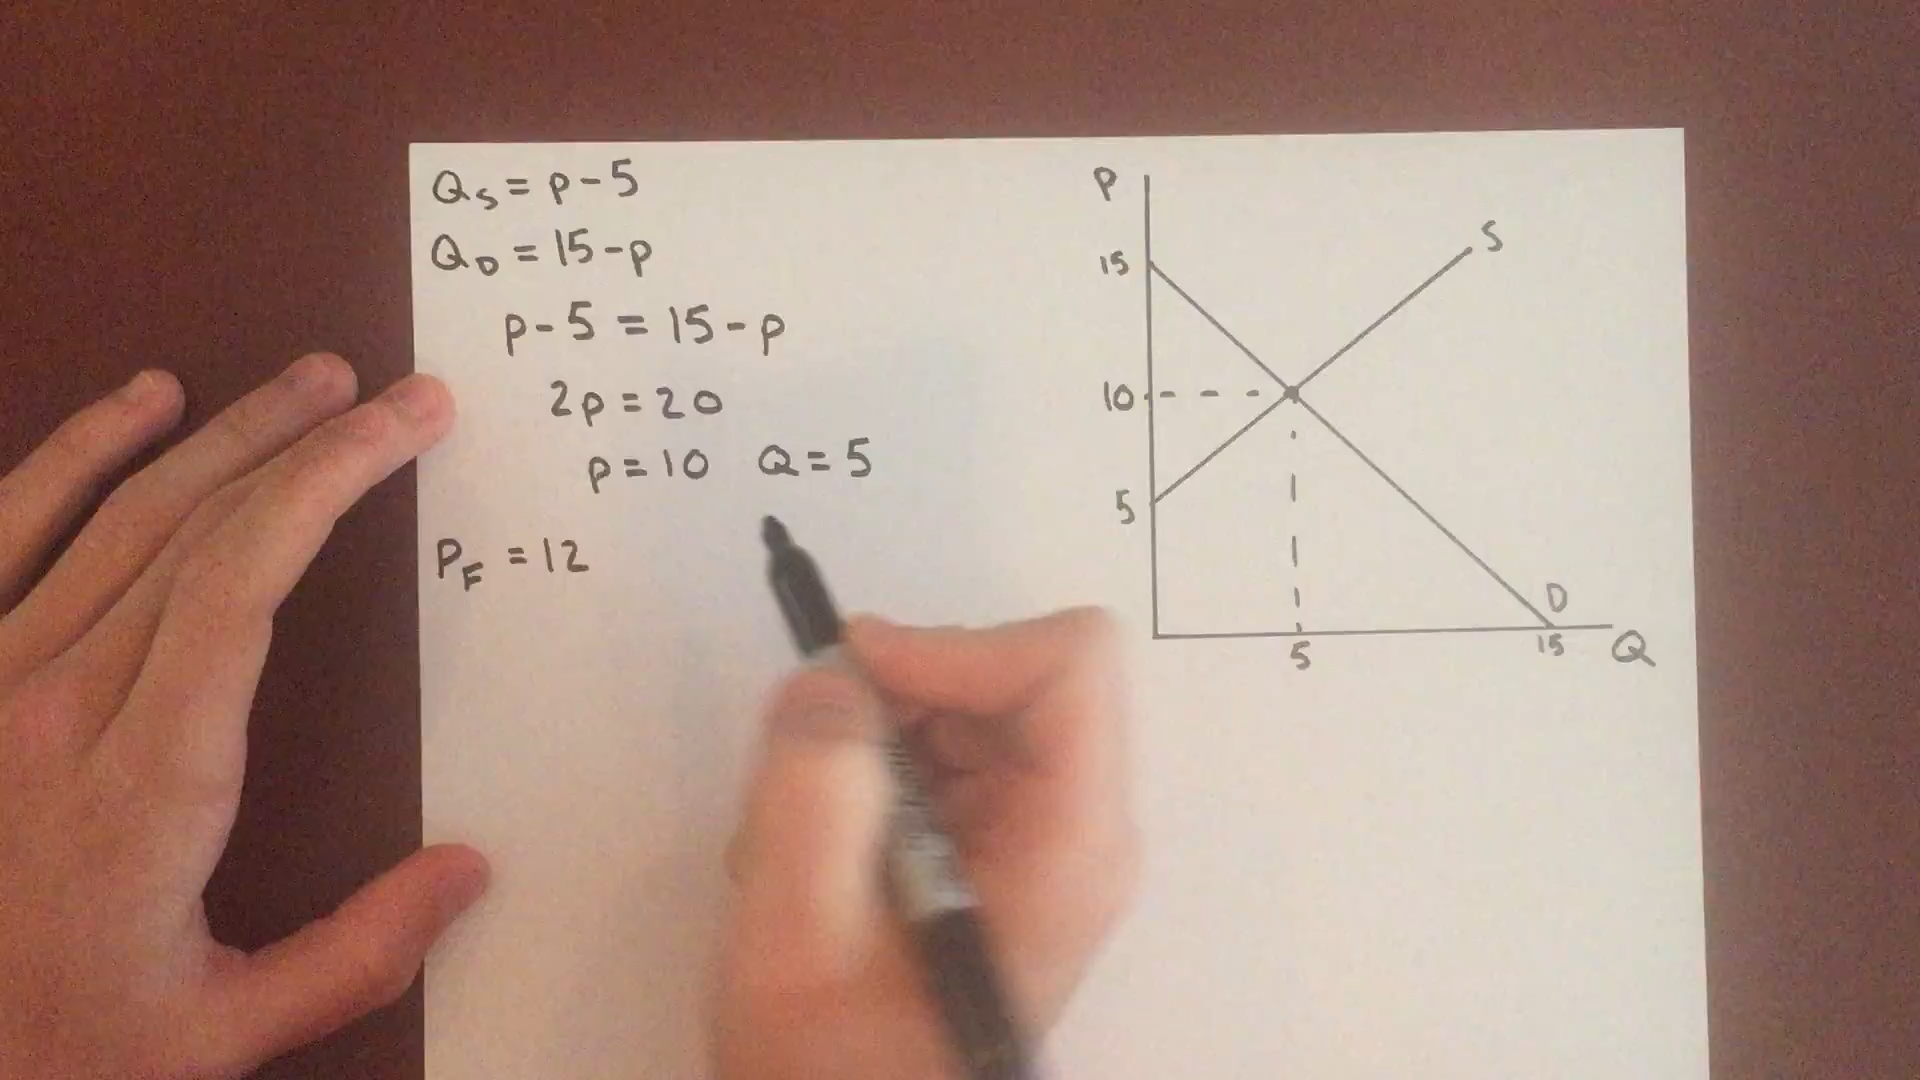 Qs = p - 5
QD = 15 - p
p - 5 = 15 - p
2p = 20
p = 10 Q = 5
PF = 12
P
S
15
10
5
D
5
15
Q